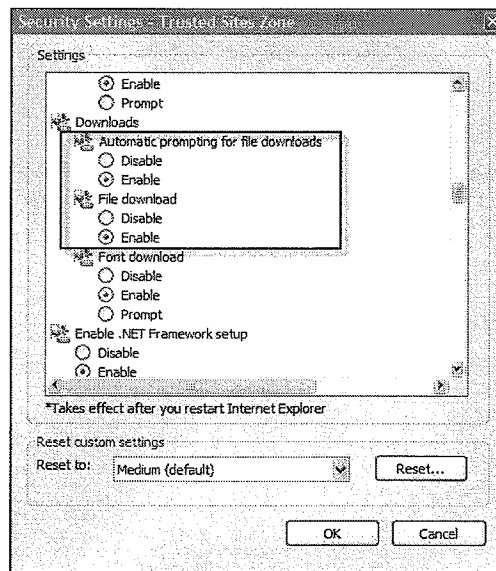 Security Settings - Trusted Sites Zone
Settings
Enable
Prompt
Downloads
Automatic prompting for file downloads
Disable
Enable
File download
Disable
Enable
Font download
Disable
Enable
Prompt
Enable .NET Framework setup
Disable
Enable
*Takes effect after you restart Internet Explorer
Reset custom settings
Reset to:
Medium (default)
Reset...
OK
Cancel